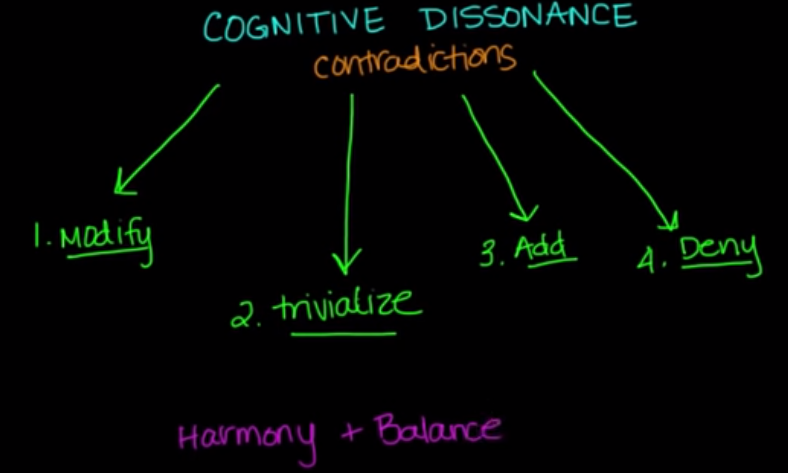 COGNITIVE DISSONANCE
contradictions
1. Modify
2. trivialize
3. Add
4. Deny
Harmony + Balance